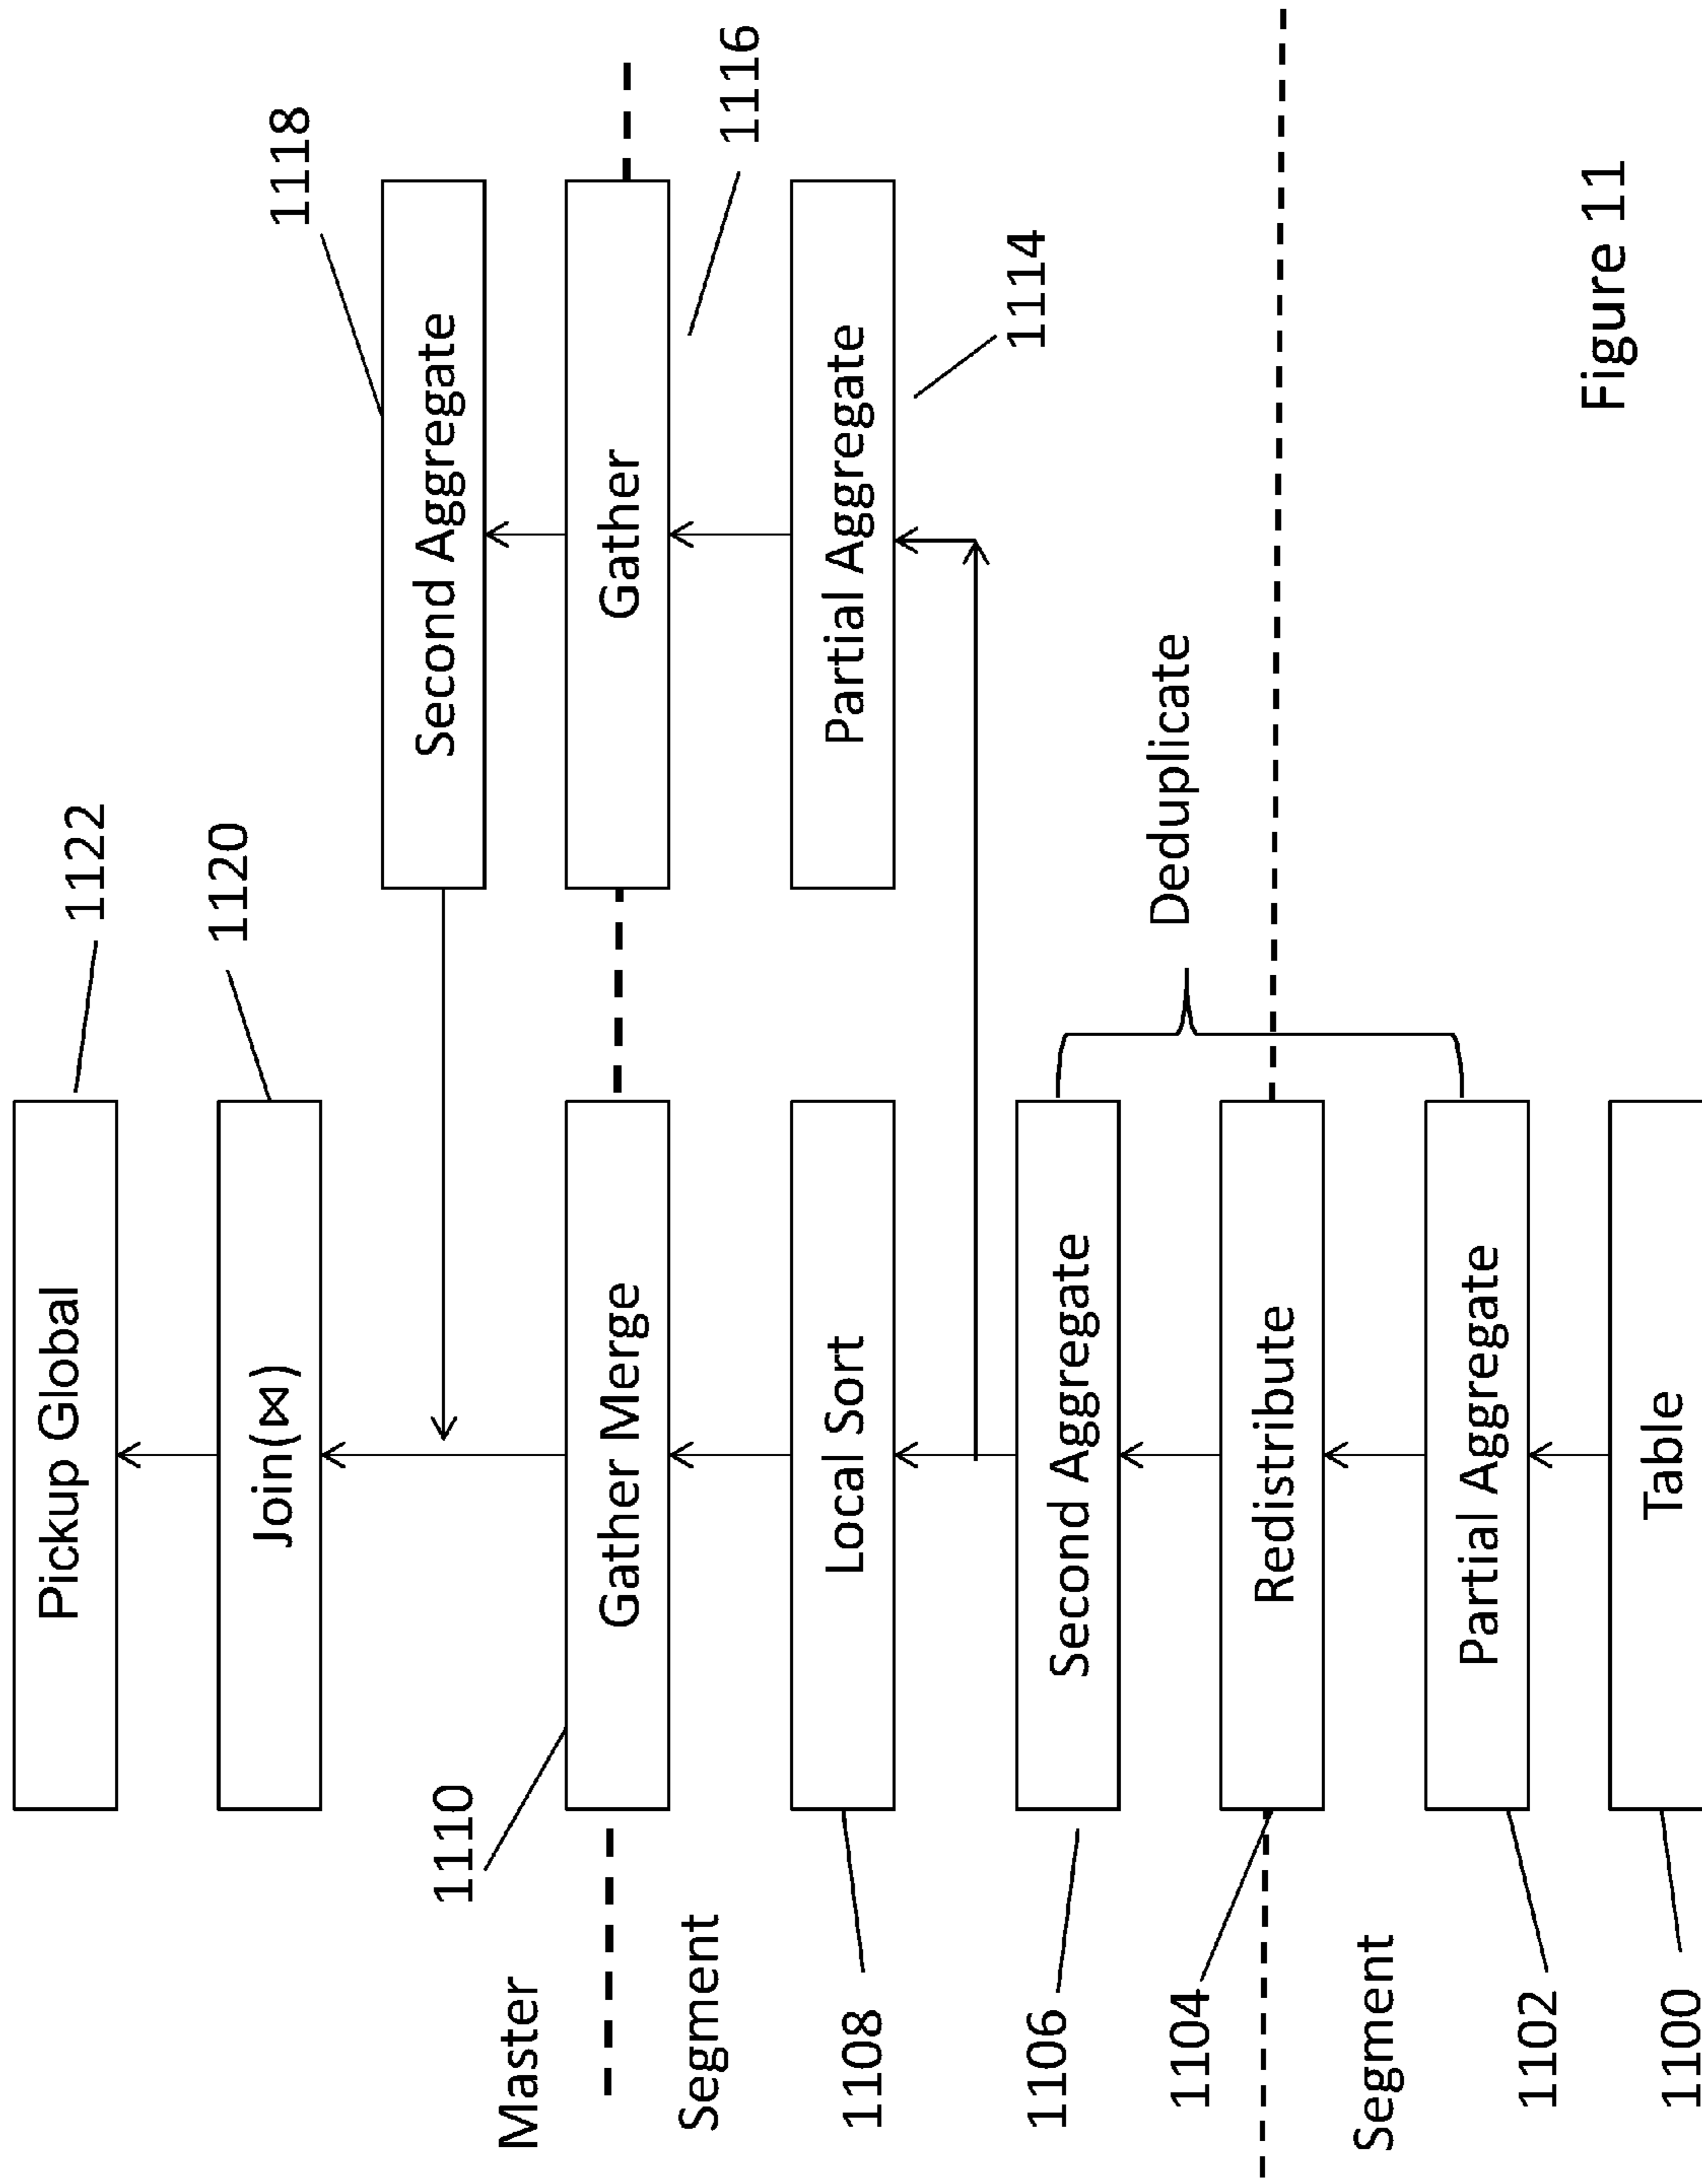 Pickup Global
1122
Join(⋈)
1120
Second Aggregate
1118
Master
1110
Gather Merge
Gather
1116
Segment
Local Sort
1108
Partial Aggregate
1114
Second Aggregate
1106
Deduplicate
Redistribute
1104
Segment
Partial Aggregate
1102
Table
1100
Figure 11